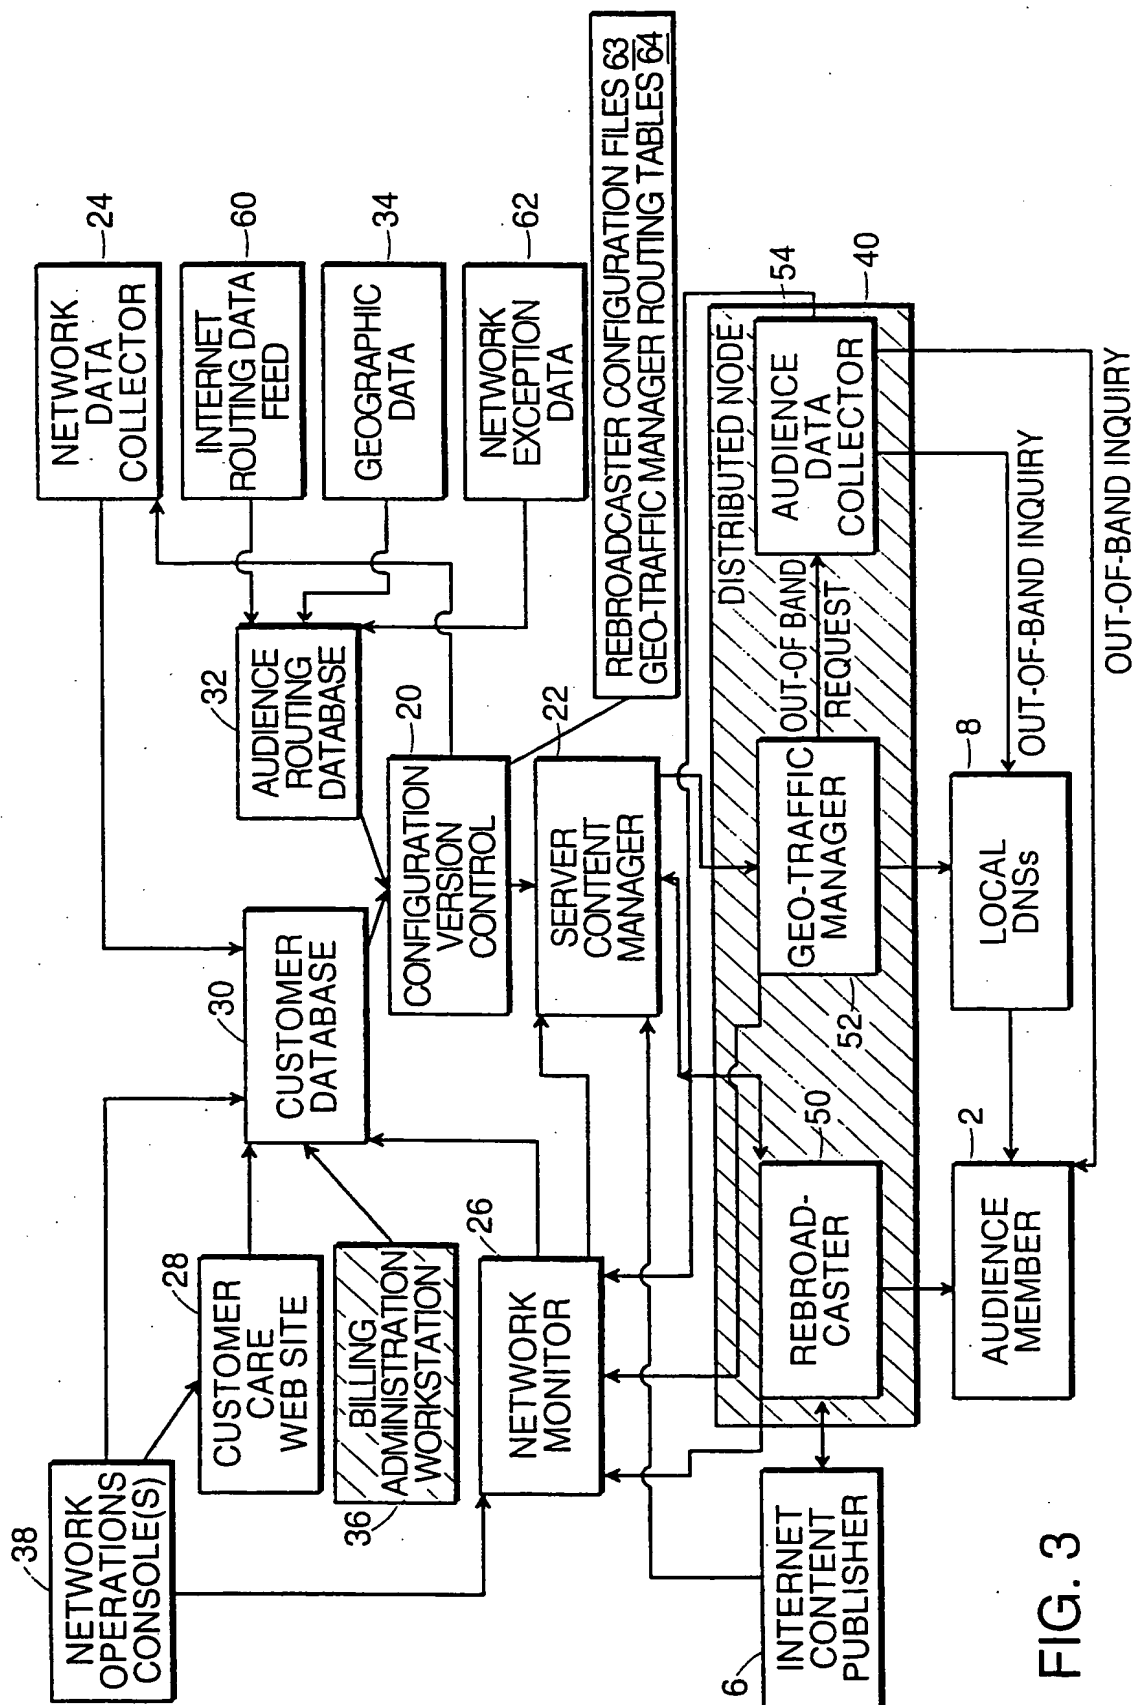 38
NETWORK
OPERATIONS
CONSOLE(S)
28
CUSTOMER
CARE
WEB SITE
36
BILLING
ADMINISTRATION
WORKSTATION
26
NETWORK
MONITOR
6
INTERNET
CONTENT
PUBLISHER
30
CUSTOMER
DATABASE
32
AUDIENCE
ROUTING
DATABASE
20
CONFIGURATION
VERSION
CONTROL
22
SERVER
CONTENT
MANAGER
24
NETWORK
DATA
COLLECTOR
60
INTERNET
ROUTING DATA
FEED
34
GEOGRAPHIC
DATA
62
NETWORK
EXCEPTION
DATA
REBROADCASTER CONFIGURATION FILES 63
GEO-TRAFFIC MANAGER ROUTING TABLES 64
DISTRIBUTED NODE
40
50
REBROAD-
CASTER
52
GEO-TRAFFIC
MANAGER
OUT-OF BAND
REQUEST
54
AUDIENCE
DATA
COLLECTOR
2
AUDIENCE
MEMBER
8
LOCAL
DNSs
OUT-OF-BAND INQUIRY
OUT-OF-BAND INQUIRY
FIG. 3